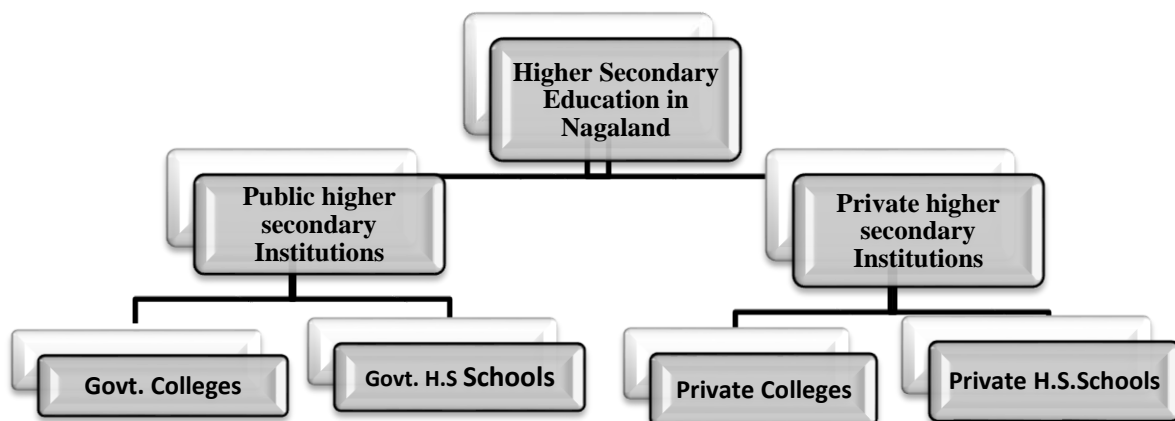 Higher Secondary
Education in
Nagaland
Public higher
secondary
Institutions
Private higher
secondary
Institutions
Govt. Colleges
Govt. H.S Schools
Private Colleges
Private H.S.Schools